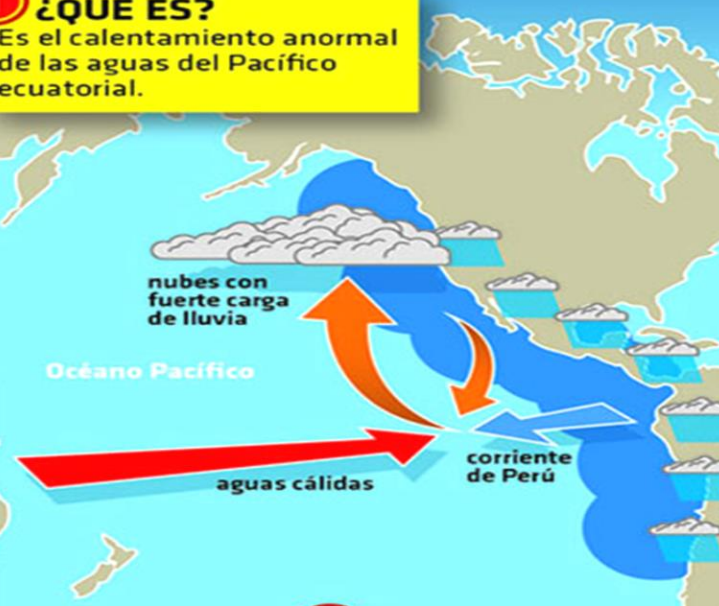 ¿QUÉ ES?
Es el calentamiento anormal
de las aguas del Pacífico
ecuatorial.
nubes con
fuerte carga
de lluvia
Océano Pacífico
aguas cálidas
corriente
de Perú